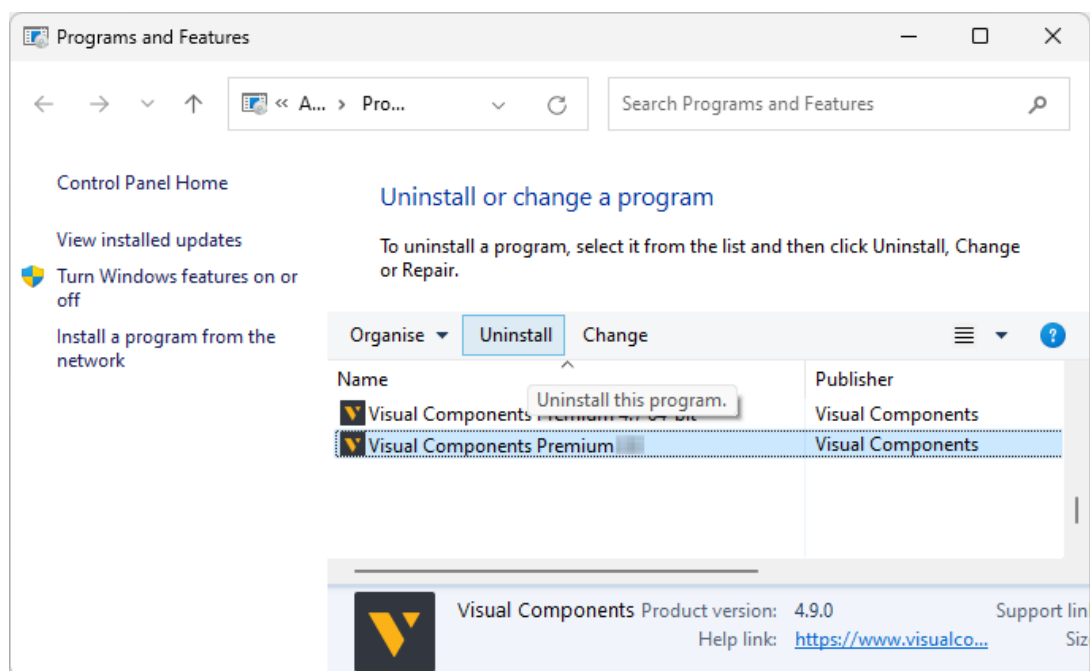 Programs and Features
« A... › Pro...
Search Programs and Features
Control Panel Home
View installed updates
Turn Windows features on or
off
Install a program from the
network
Uninstall or change a program
To uninstall a program, select it from the list and then click Uninstall, Change
or Repair.
Organise Uninstall Change
Name Publisher
Uninstall this program.
Visual Components Visual Components
Visual Components Premium Visual Components
Visual Components Product version: 4.9.0 Support lin
Help link: https://www.visualco... Siz